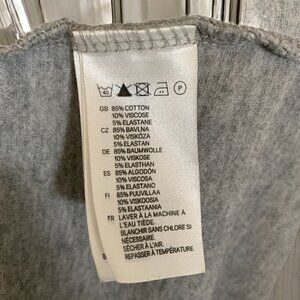 40 P
GB 85% COTTON
10% VISCOSE
5% ELASTANE
CZ 85% BAVLNA
10% VISKÓZA
5% ELASTAN
DE 85% BAUMWOLLE
10% VISKOSE
5% ELASTHAN
ES 85% ALGODÓN
10% VISCOSA
5% ELASTANO
FI 85% PUUVILLAA
10% VISKOOSIA
5% ELASTAANIA
FR LAVER À LA MACHINE À
L'EAU TIÈDE.
BLANCHIR SANS CHLORE SI
NÉCESSAIRE
SÉCHER À L'AIR.
REPASSER À TEMPÉRATURE